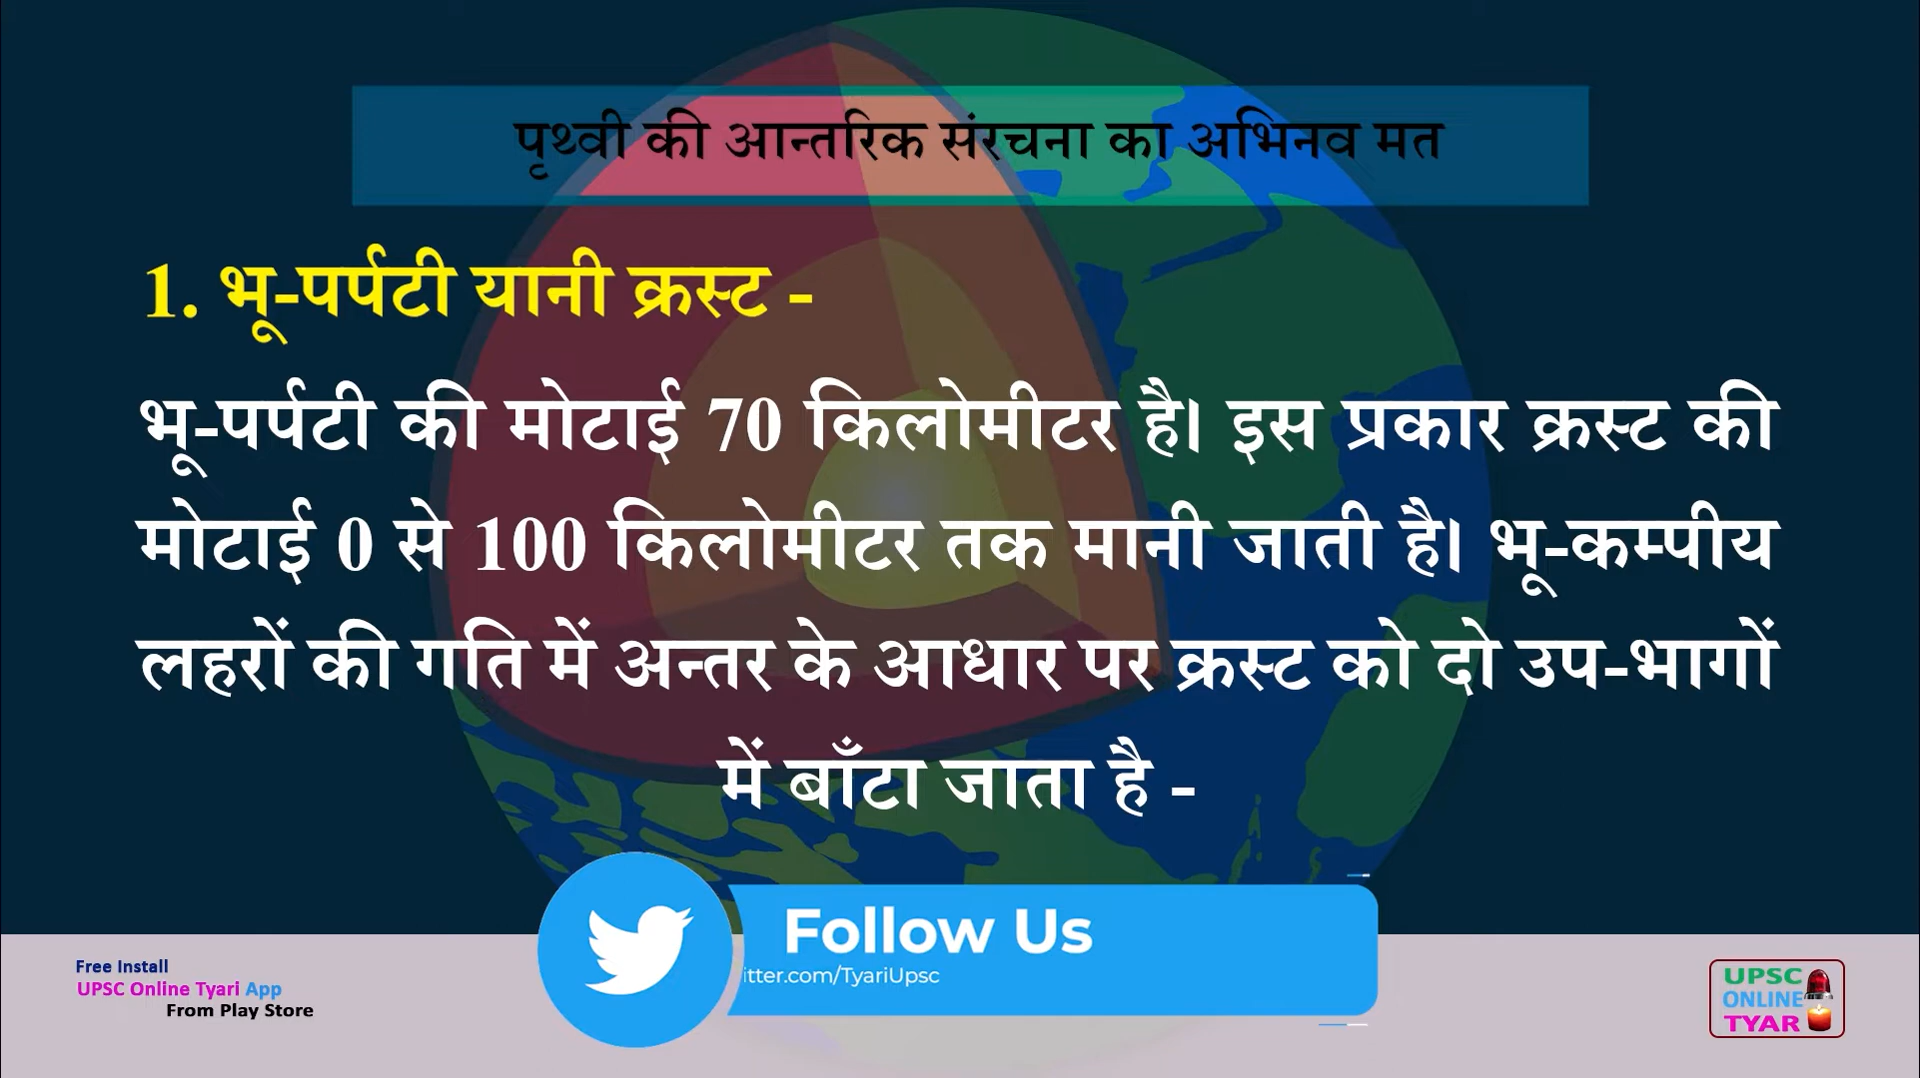 पृथ्वी की आन्तरिक संरचना का अभिनव मत
1. भू-पर्पटी यानी क्रस्ट -
भू-पर्पटी की मोटाई 70 किलोमीटर है। इस प्रकार क्रस्ट की
मोटाई 0 से 100 किलोमीटर तक मानी जाती है। भू-कम्पीय
लहरों की गति में अन्तर के आधार पर क्रस्ट को दो उप-भागों
में बाँटा जाता है -
Follow Us
itter.com/TyariUpsc
Free Install
UPSC Online Tyari App
From Play Store
UPSC
ONLINE
TYAR